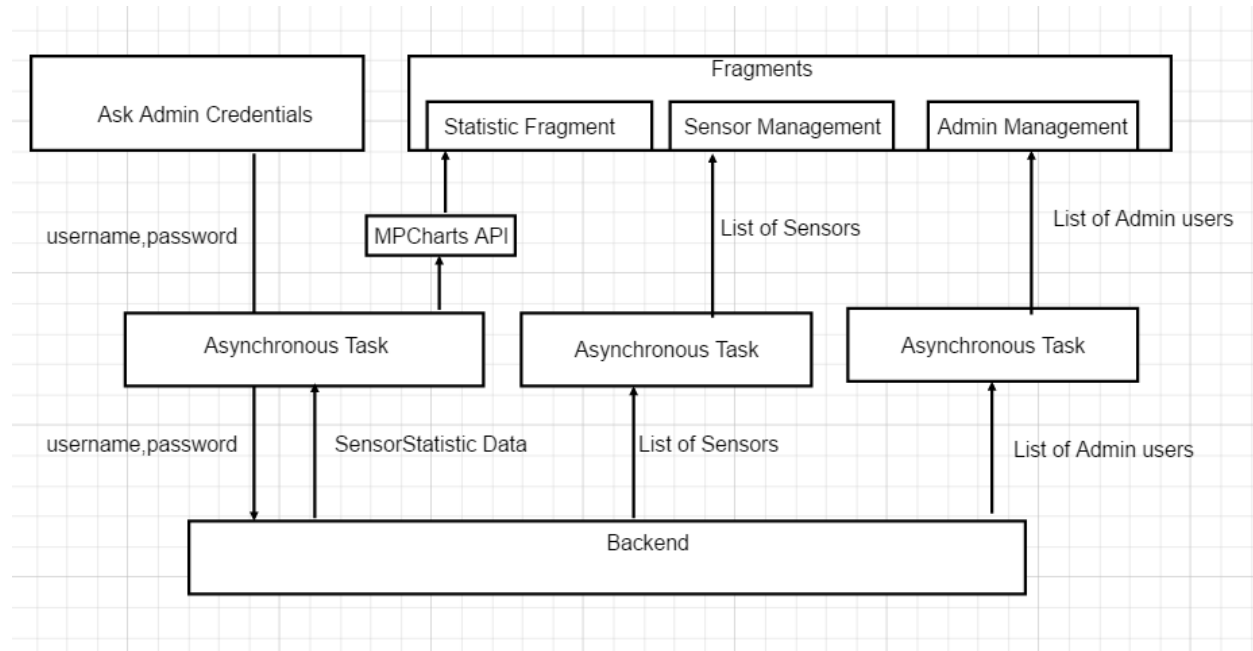 Fragments
Ask Admin Credentials
Statistic Fragment
Sensor Management
Admin Management
username,password
MPCharts API
List of Sensors
List of Admin users
Asynchronous Task
Asynchronous Task
Asynchronous Task
username,password
SensorStatistic Data
List of Sensors
List of Admin users
Backend